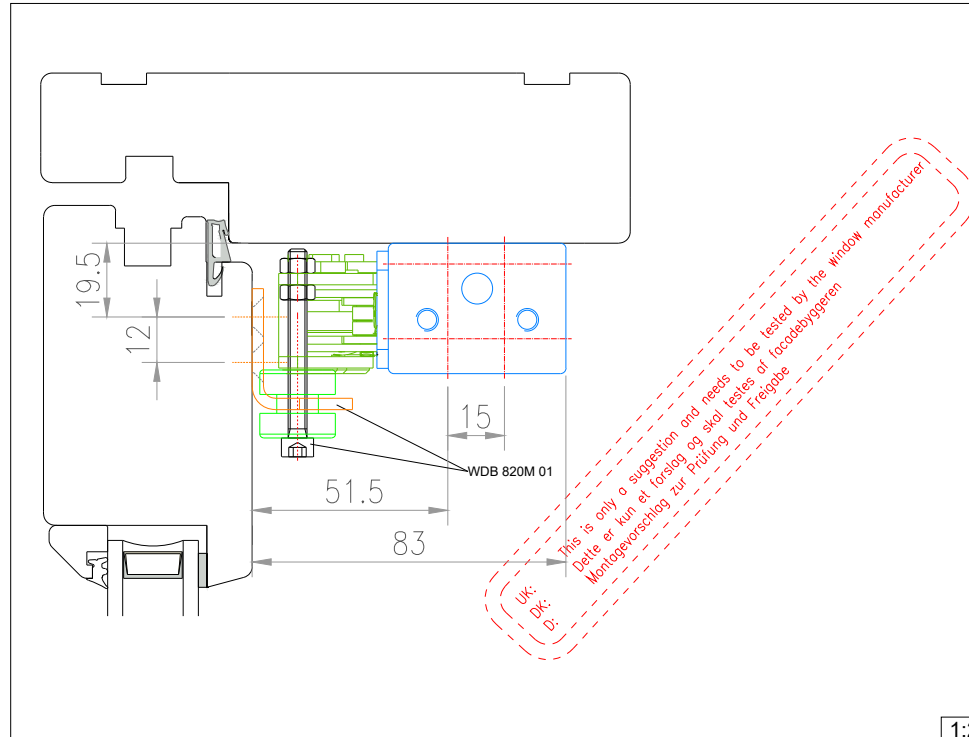 19.5
12
15
WDB 820M 01
51.5
83
UK: This is only a suggestion and needs to be tested by the window manufacturer
DK: Dette er kun et forslag og skal testes af facadebyggeren
D: Montagevorschlag zur Prüfung und Freigabe